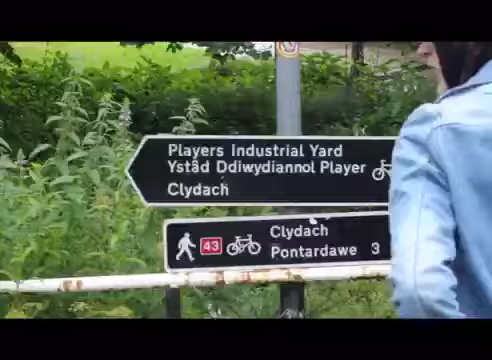 Players Industrial Yard
Ystâd Ddiwydiannol Player
Clydach
43 Clydach
Pontardawe 3